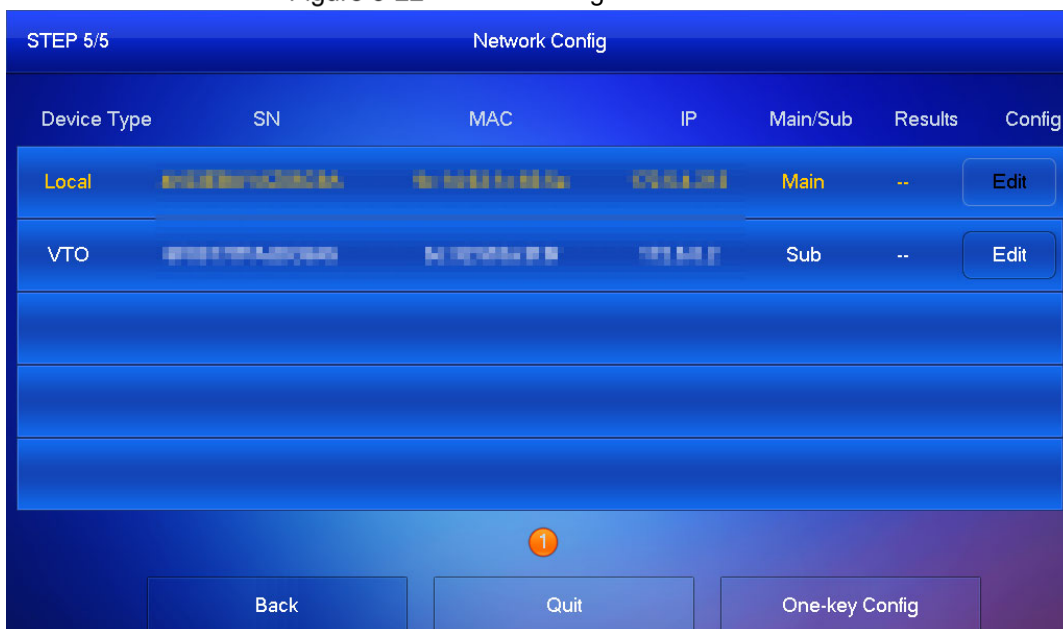 STEP 5/5 Network Config
Device Type SN MAC IP Main/Sub Results Config
Local Main -- Edit
VTO Sub -- Edit
1
Back Quit One-key Config